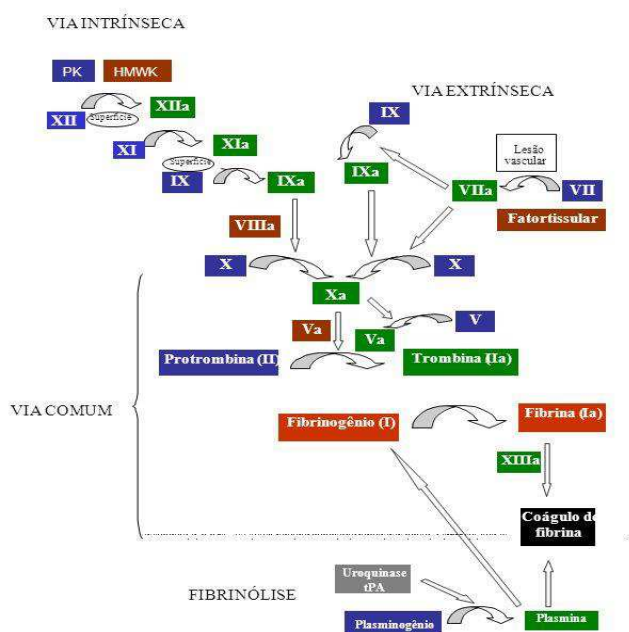 VIA INTRÍNSECA
PK
HMWK
XII
Superfície
XIIa
XI
Superfície
XIa
IX
IXa
VIIIa
VIA EXTRÍNSECA
IX
IXa
Lesão
vascular
VIIa
VII
Fatortissular
X
X
Xa
Va
Va
V
Protrombina (II)
Trombina (IIa)
VIA COMUM
Fibrinogênio (I)
Fibrina (Ia)
XIIIa
Coágulo de
fibrina
Uroquinase
tPA
FIBRINÓLISE
Plasminogênio
Plasmina